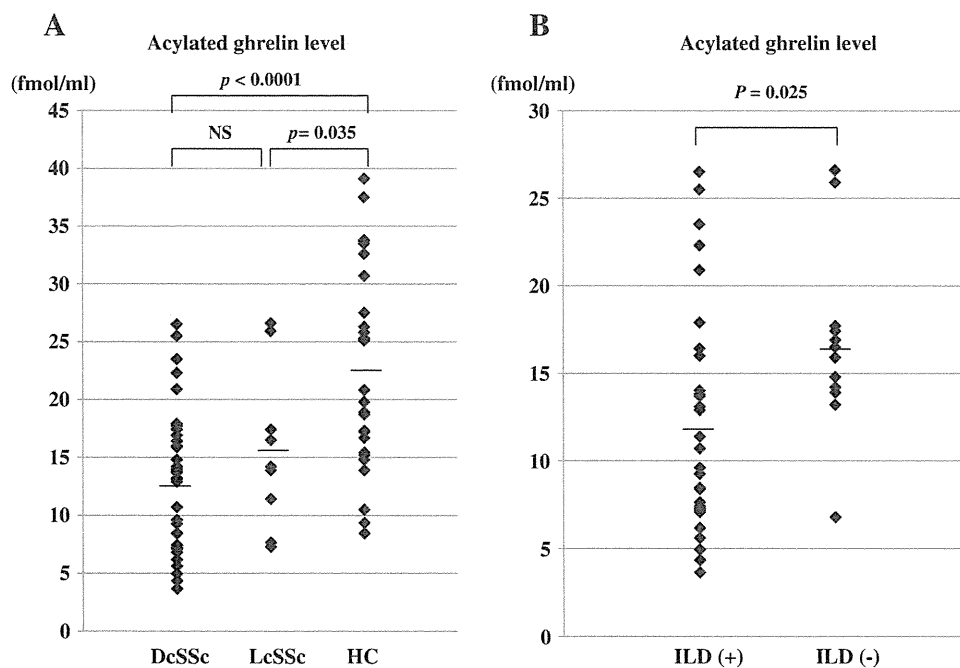 A
Acylated ghrelin level
(fmol/ml)
p < 0.0001
NS
p= 0.035
45
40
35
30
25
20
15
10
5
0
DcSSc LcSSc HC
B
Acylated ghrelin level
(fmol/ml)
P = 0.025
30
25
20
15
10
5
0
ILD (+) ILD (-)